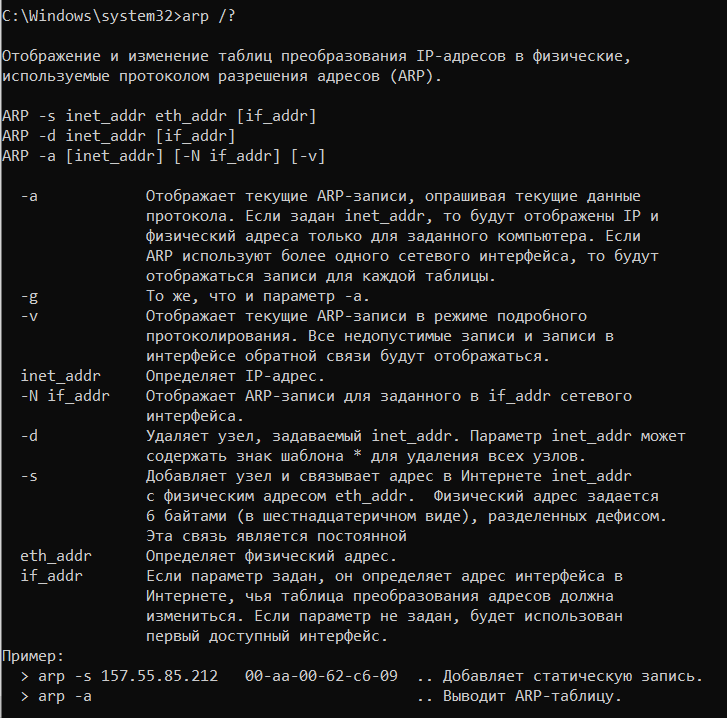 C:\Windows\system32>arp /?
Отображение и изменение таблиц преобразования IP-адресов в физические,
используемые протоколом разрешения адресов (ARP).
ARP -s inet_addr eth_addr [if_addr]
ARP -d inet_addr [if_addr]
ARP -a [inet_addr] [-N if_addr] [-v]
-a Отображает текущие ARP-записи, опрашивая текущие данные
протокола. Если задан inet_addr, то будут отображены IP и
физический адреса только для заданного компьютера. Если
ARP используют более одного сетевого интерфейса, то будут
отображаться записи для каждой таблицы.
-g То же, что и параметр -a.
-v Отображает текущие ARP-записи в режиме подробного
протоколирования. Все недопустимые записи и записи в
интерфейсе обратной связи будут отображаться.
inet_addr Определяет IP-адрес.
-N if_addr Отображает ARP-записи для заданного в if_addr сетевого
интерфейса.
-d Удаляет узел, задаваемый inet_addr. Параметр inet_addr может
содержать знак шаблона * для удаления всех узлов.
-s Добавляет узел и связывает адрес в Интернете inet_addr
с физическим адресом eth_addr.  Физический адрес задается
6 байтами (в шестнадцатеричном виде), разделенных дефисом.
Эта связь является постоянной
eth_addr Определяет физический адрес.
if_addr Если параметр задан, он определяет адрес интерфейса в
Интернете, чья таблица преобразования адресов должна
измениться. Если параметр не задан, будет использован
первый доступный интерфейс.
Пример:
> arp -s 157.55.85.212   00-aa-00-62-c6-09  .. Добавляет статическую запись.
> arp -a                                    .. Выводит ARP-таблицу.